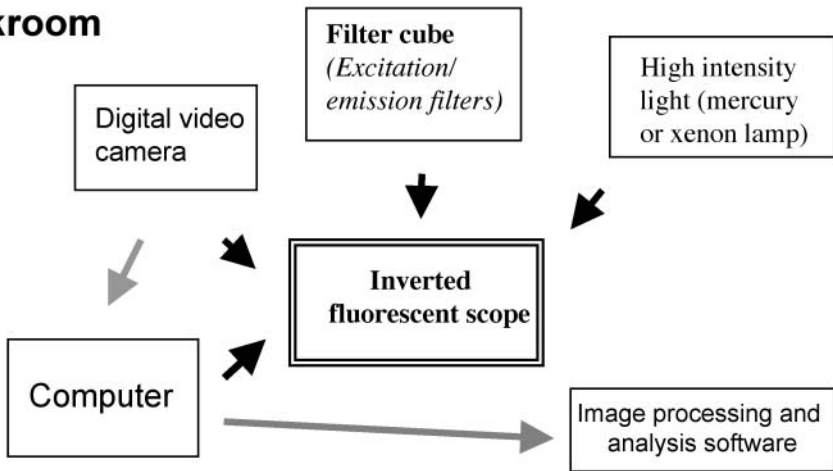 kroom
Filter cube
(Excitation/
emission filters)
High intensity
light (mercury
or xenon lamp)
Digital video
camera
Inverted
fluorescent scope
Computer
Image processing and
analysis software